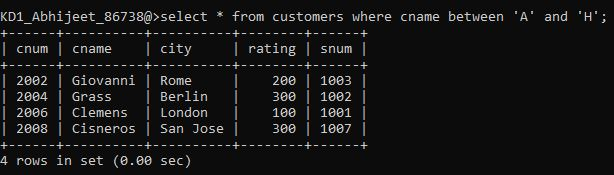 KD1_Abhijeet_86738@>select * from customers where cname between 'A' and 'H';
+------+----------+----------+--------+------+
| cnum | cname    | city     | rating | snum |
+------+----------+----------+--------+------+
| 2002 | Giovanni | Rome     |    200 | 1003 |
| 2004 | Grass    | Berlin   |    300 | 1002 |
| 2006 | Clemens  | London   |    100 | 1001 |
| 2008 | Cisneros | San Jose |    300 | 1007 |
+------+----------+----------+--------+------+
4 rows in set (0.00 sec)